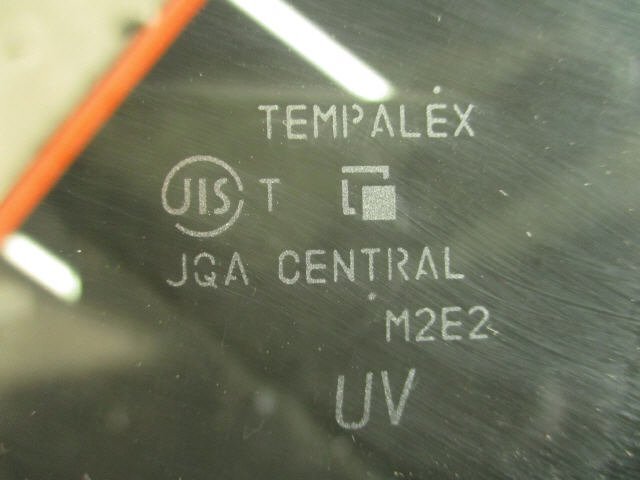 TEMPALEX
JIS T
JQA CENTRAL
M2E2
UV